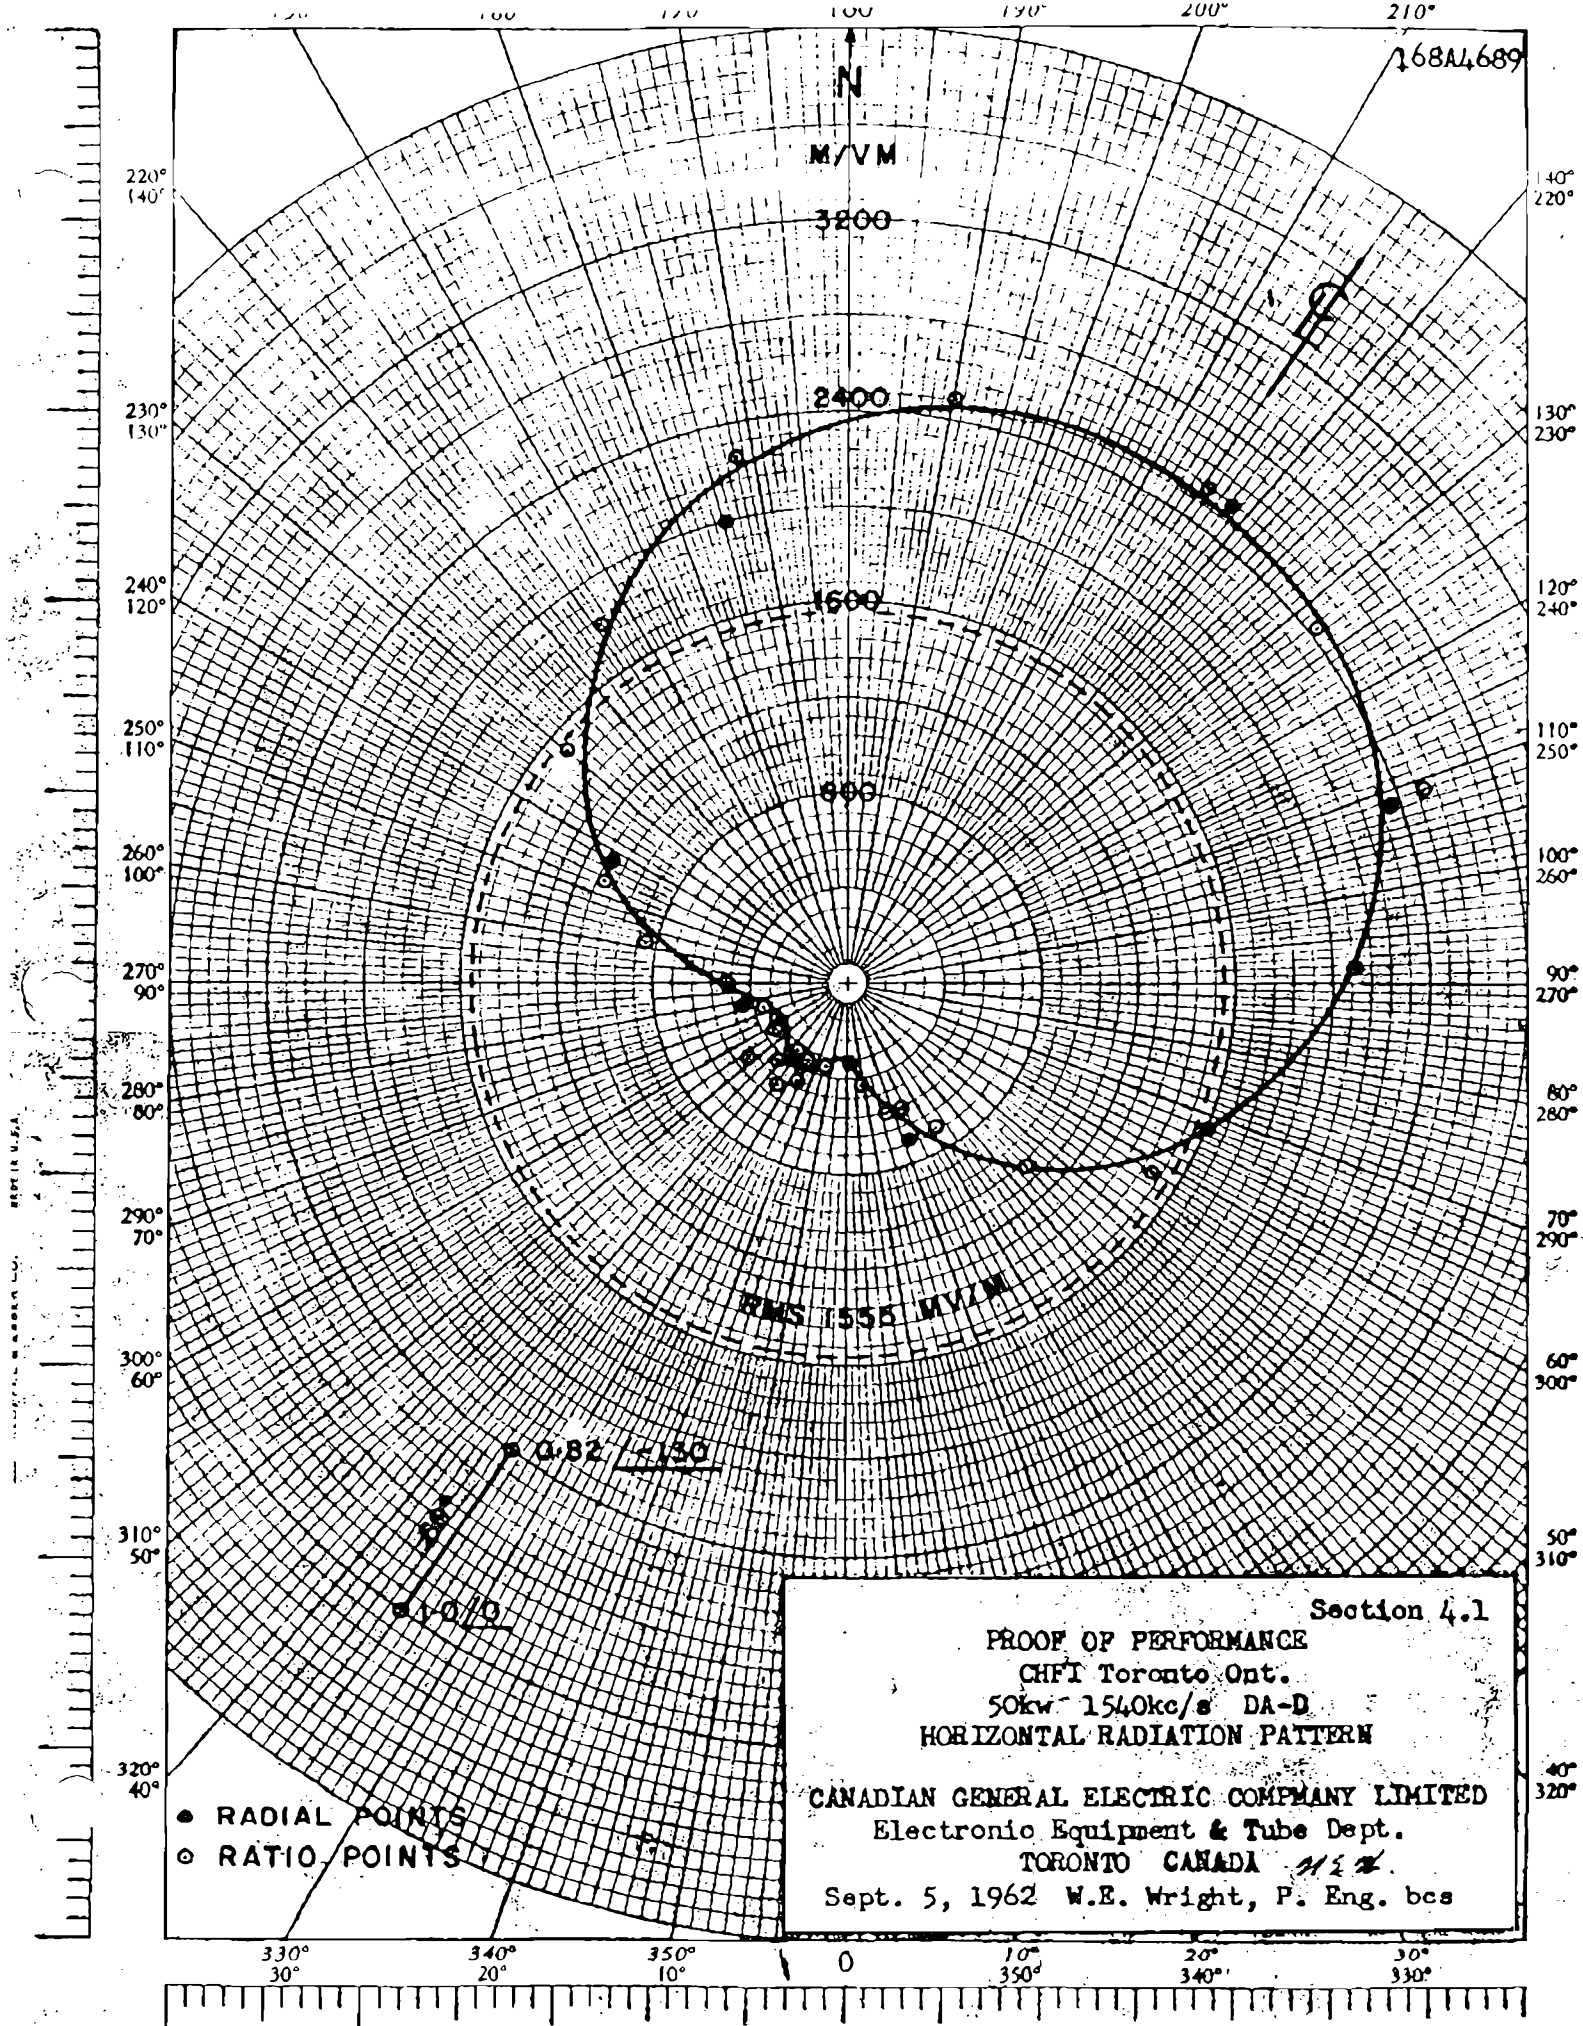 190° 200° 210°
168A4689
N
M/VM
3200
2400
1600
800
220°
140°
140°
220°
230°
130°
130°
230°
240°
120°
120°
240°
250°
110°
110°
250°
260°
100°
100°
260°
270°
90°
90°
270°
280°
80°
80°
280°
290°
70°
70°
290°
RMS 1555 MV/M
300°
60°
60°
300°
0.82 /-130
1.0/0
310°
50°
50°
310°
320°
40°
40°
320°
Section 4.1
PROOF OF PERFORMANCE
CHFI Toronto Ont.
50kw 1540kc/s DA-D
HORIZONTAL RADIATION PATTERN
CANADIAN GENERAL ELECTRIC COMPMANY LIMITED
Electronic Equipment & Tube Dept.
TORONTO CANADA
Sept. 5, 1962 W.E. Wright, P. Eng. bcs
RADIAL POINTS
RATIO POINTS
330° 340° 350° 0 10° 20° 30°
30° 20° 10° 350° 340° 330°
MADE IN U.S.A.